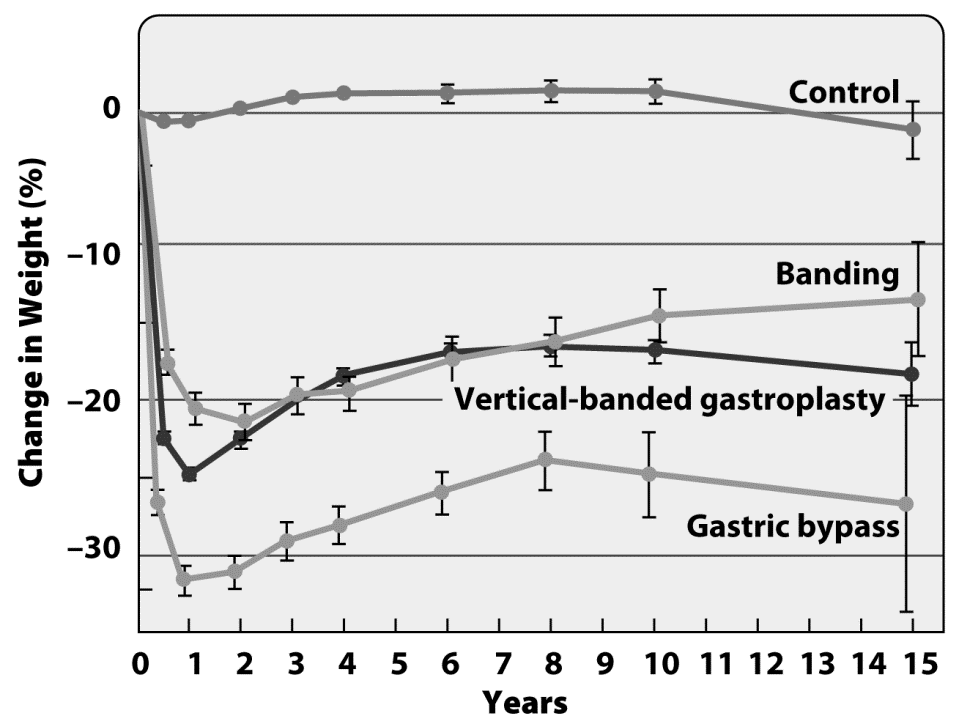 Change in Weight (%)
0
–10
–20
–30
Control
Banding
Vertical-banded gastroplasty
Gastric bypass
0 1 2 3 4 5 6 7 8 9 10 11 12 13 14 15
Years